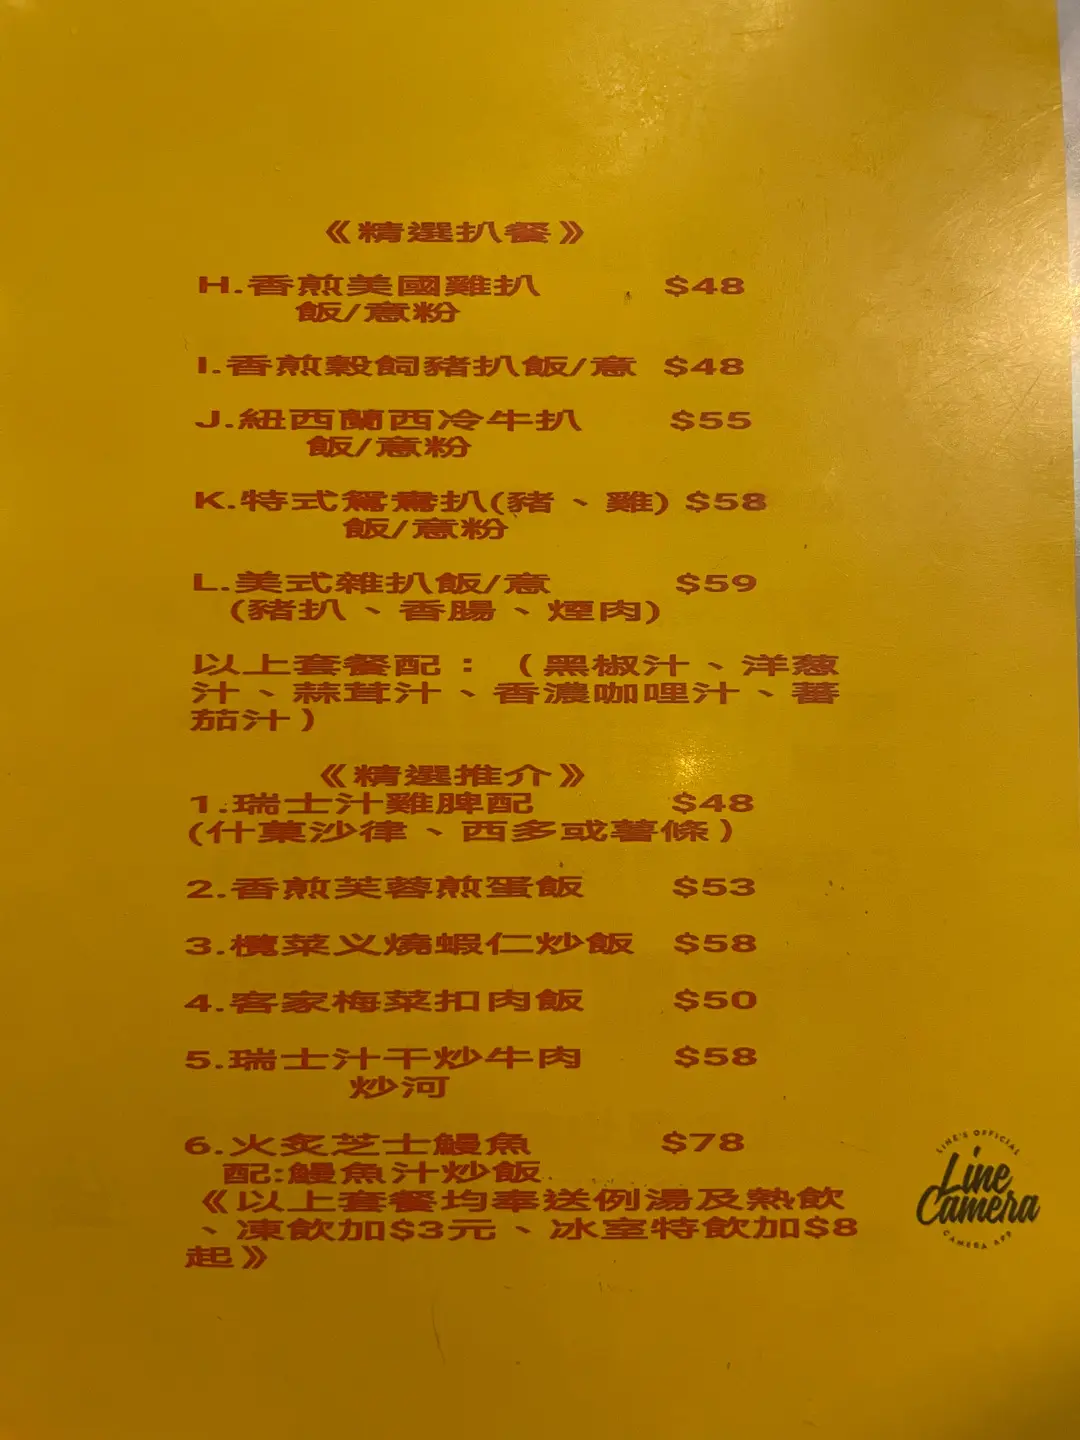 《精選扒餐》
H.香煎美國雞扒 $48
飯/意粉
I.香煎穀飼豬扒飯/意 $48
J.紐西蘭西冷牛扒 $55
飯/意粉
K.特式鴛鴦扒(豬、雞) $58
飯/意粉
L.美式雜扒飯/意 $59
(豬扒、香腸、煙肉)
以上套餐配：（黑椒汁、洋葱
汁、蒜茸汁、香濃咖哩汁、蕃
茄汁）
《精選推介》
1.瑞士汁雞脾配 $48
(什菓沙律、西多或薯條）
2.香煎芙蓉煎蛋飯 $53
3.欖菜义燒蝦仁炒飯 $58
4.客家梅菜扣肉飯 $50
5.瑞士汁干炒牛肉 $58
炒河
6.火炙芝士鰻魚 $78
配:鰻魚汁炒飯
《以上套餐均奉送例湯及熱飲
、凍飲加$3元、冰室特飲加$8
起》
LINE'S OFFICIAL
Line
Camera
CAMERA APP